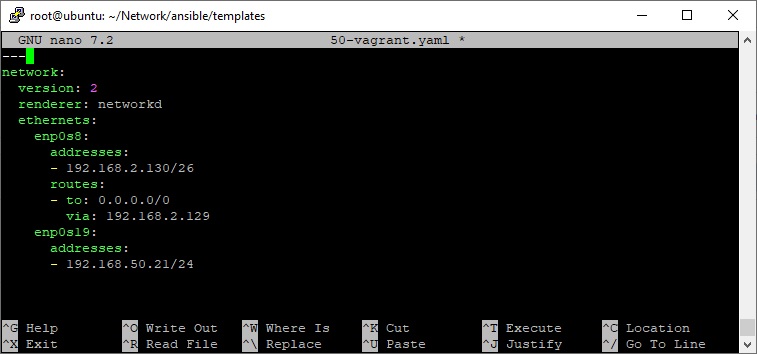 root@ubuntu: ~/Network/ansible/templates
GNU nano 7.2 50-vagrant.yaml *
---
network:
  version: 2
  renderer: networkd
  ethernets:
    enp0s8:
      addresses:
      - 192.168.2.130/26
      routes:
      - to: 0.0.0.0/0
        via: 192.168.2.129
    enp0s19:
      addresses:
      - 192.168.50.21/24
^G Help ^O Write Out ^W Where Is ^K Cut ^T Execute ^C Location
^X Exit ^R Read File ^\ Replace ^U Paste ^J Justify ^/ Go To Line